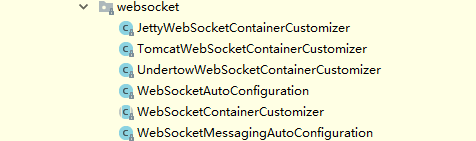 websocket
JettyWebSocketContainerCustomizer
TomcatWebSocketContainerCustomizer
UndertowWebSocketContainerCustomizer
WebSocketAutoConfiguration
WebSocketContainerCustomizer
WebSocketMessagingAutoConfiguration